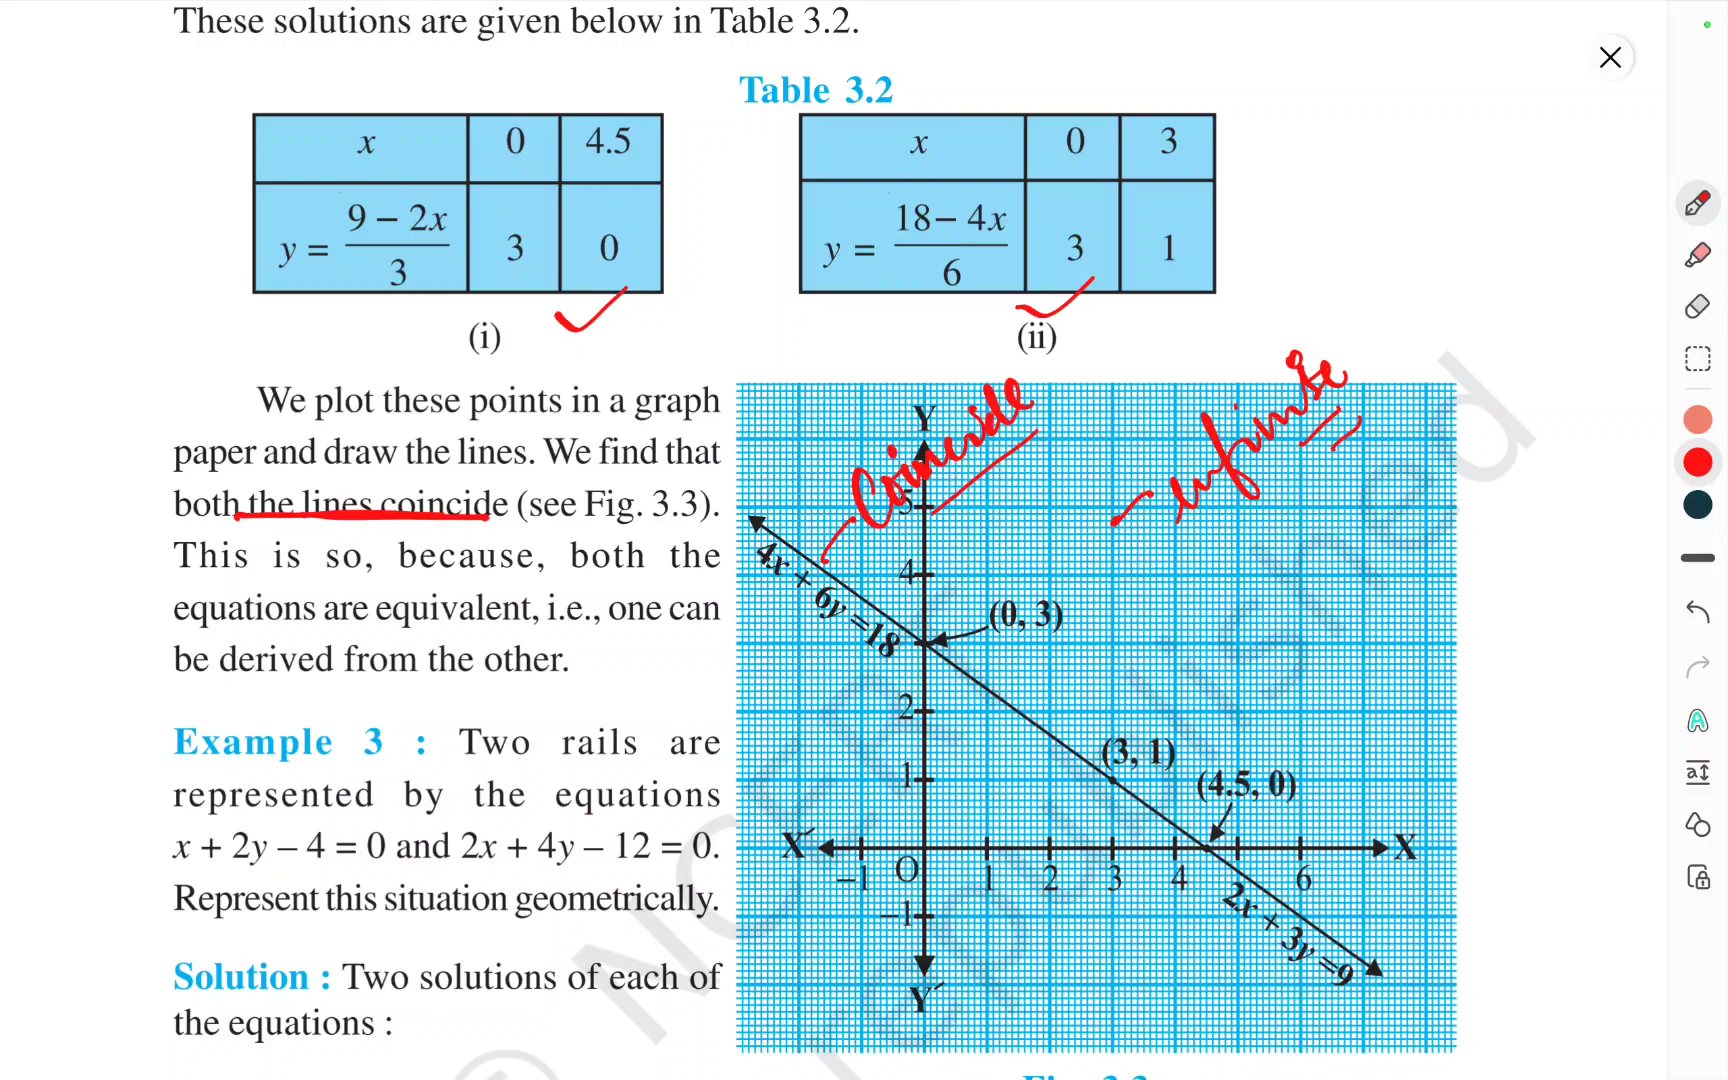 These solutions are given below in Table 3.2.
Table 3.2
x 0 4.5
y = 9 – 2x / 3 3 0
(i)
x 0 3
y = 18 – 4x / 6 3 1
(ii)
We plot these points in a graph
paper and draw the lines. We find that
both the lines coincide (see Fig. 3.3).
This is so, because, both the
equations are equivalent, i.e., one can
be derived from the other.
Example 3 : Two rails are
represented by the equations
x + 2y – 4 = 0 and 2x + 4y – 12 = 0.
Represent this situation geometrically.
Solution : Two solutions of each of
the equations :
Coincide
infinite
Y
5
4
4x + 6y =18
(0, 3)
2
(3, 1)
1
(4.5, 0)
X′ –1 O 1 2 3 4 6 X
–1
2x + 3y =9
Y′